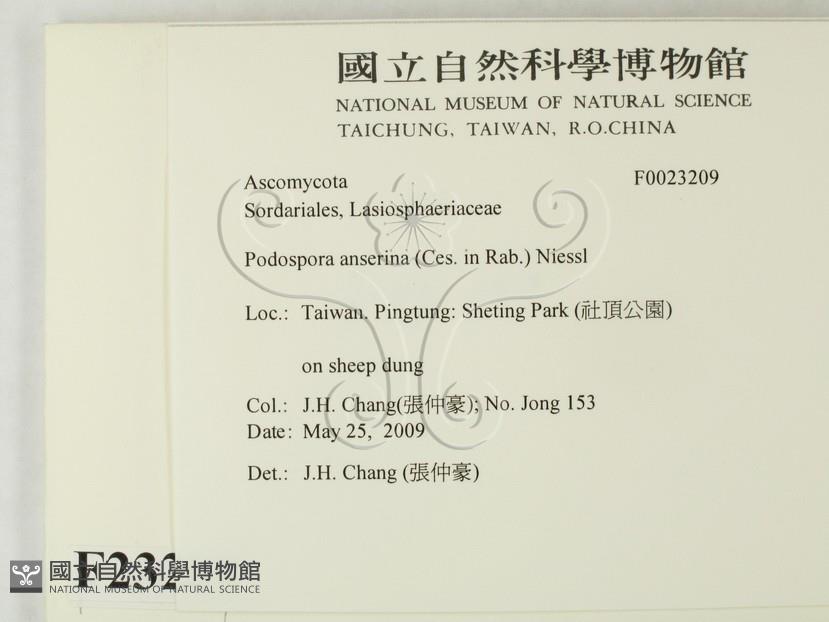 國立自然科學博物館
NATIONAL MUSEUM OF NATURAL SCIENCE
TAICHUNG, TAIWAN, R.O.CHINA
Ascomycota F0023209
Sordariales, Lasiosphaeriaceae
Podospora anserina (Ces. in Rab.) Niessl
Loc.: Taiwan. Pingtung: Sheting Park (社頂公園)
on sheep dung
Col.: J.H. Chang(張仲豪); No. Jong 153
Date: May 25, 2009
Det.: J.H. Chang (張仲豪)
F232
國立自然科學博物館
NATIONAL MUSEUM OF NATURAL SCIENCE